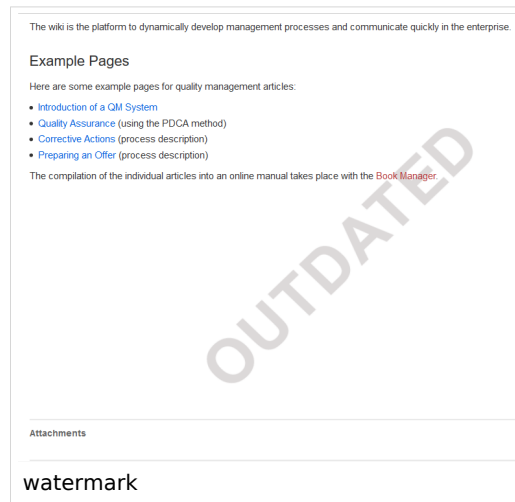 The wiki is the platform to dynamically develop management processes and communicate quickly in the enterprise.
Example Pages
Here are some example pages for quality management articles:
• Introduction of a QM System
• Quality Assurance (using the PDCA method)
• Corrective Actions (process description)
• Preparing an Offer (process description)
The compilation of the individual articles into an online manual takes place with the Book Manager.
OUTDATED
Attachments
watermark